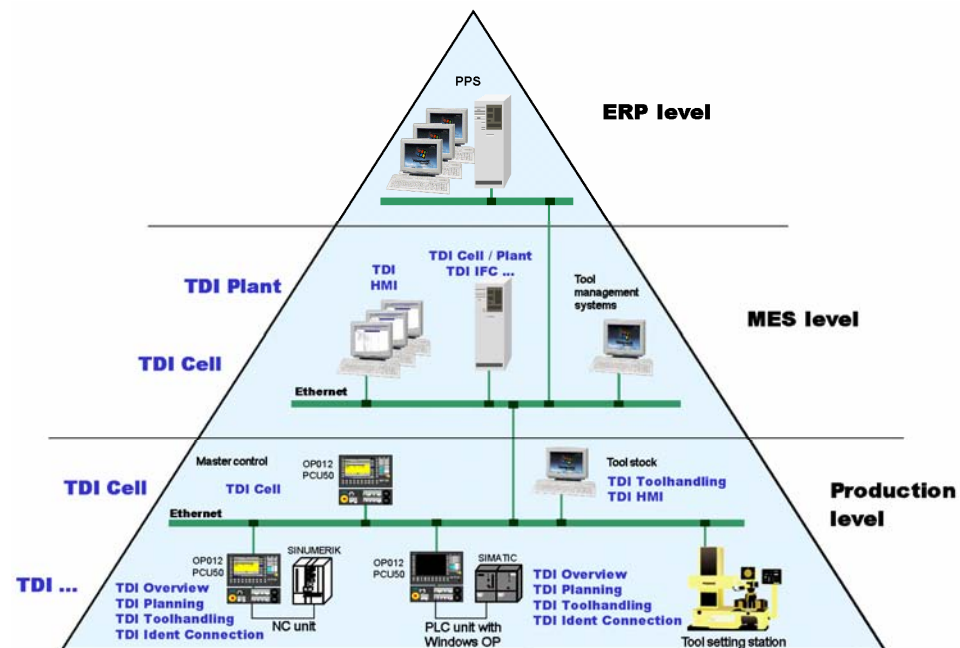 PPS
ERP level
TDI Plant
TDI
HMI
TDI Cell / Plant
TDI IFC ...
Tool
management
systems
MES level
TDI Cell
Ethernet
Master control
OP012
PCU50
TDI Cell
TDI Cell
Tool stock
TDI Toolhandling
TDI HMI
Production
level
Ethernet
OP012
PCU50
SINUMERIK
OP012
PCU50
SIMATIC
TDI ...
TDI Overview
TDI Planning
TDI Toolhandling
TDI Ident Connection
NC unit
PLC unit with
Windows OP
TDI Overview
TDI Planning
TDI Toolhandling
TDI Ident Connection
Tool setting station